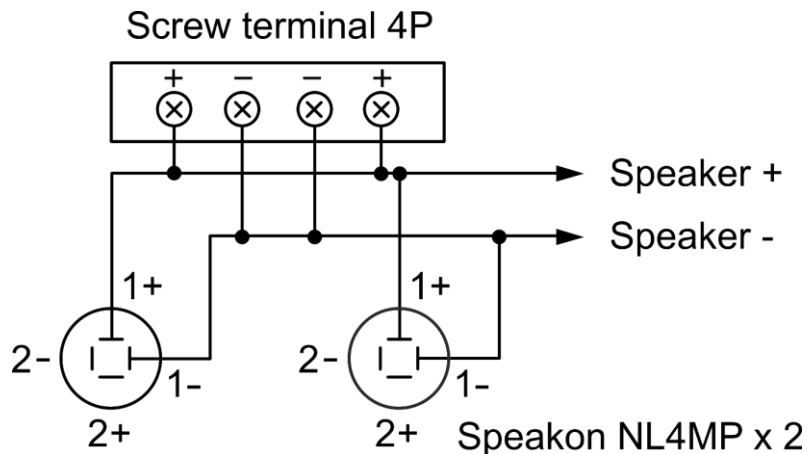 Screw terminal 4P
+ − − +
Speaker +
Speaker -
1+ 1+
2- 1- 2- 1-
2+ 2+ Speakon NL4MP x 2